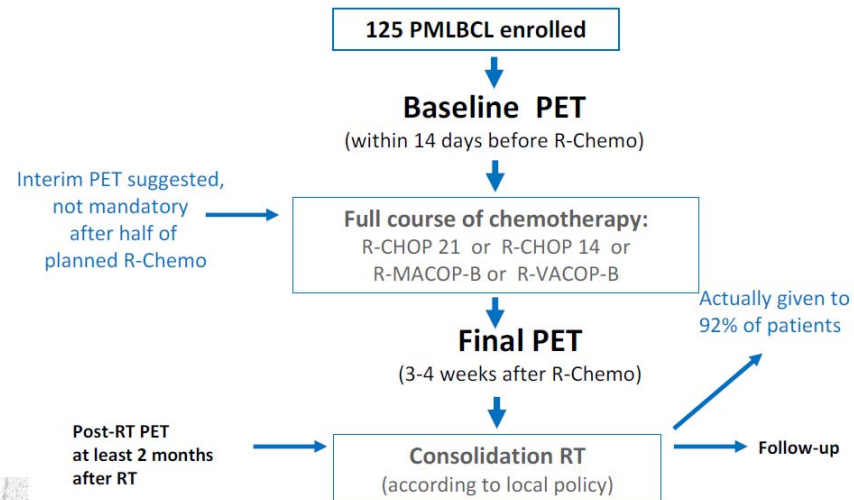 125 PMLBCL enrolled
Baseline PET
(within 14 days before R-Chemo)
Interim PET suggested,
not mandatory
after half of
planned R-Chemo
Full course of chemotherapy:
R-CHOP 21 or R-CHOP 14 or
R-MACOP-B or R-VACOP-B
Actually given to
92% of patients
Final PET
(3-4 weeks after R-Chemo)
Post-RT PET
at least 2 months
after RT
Consolidation RT
(according to local policy)
Follow-up